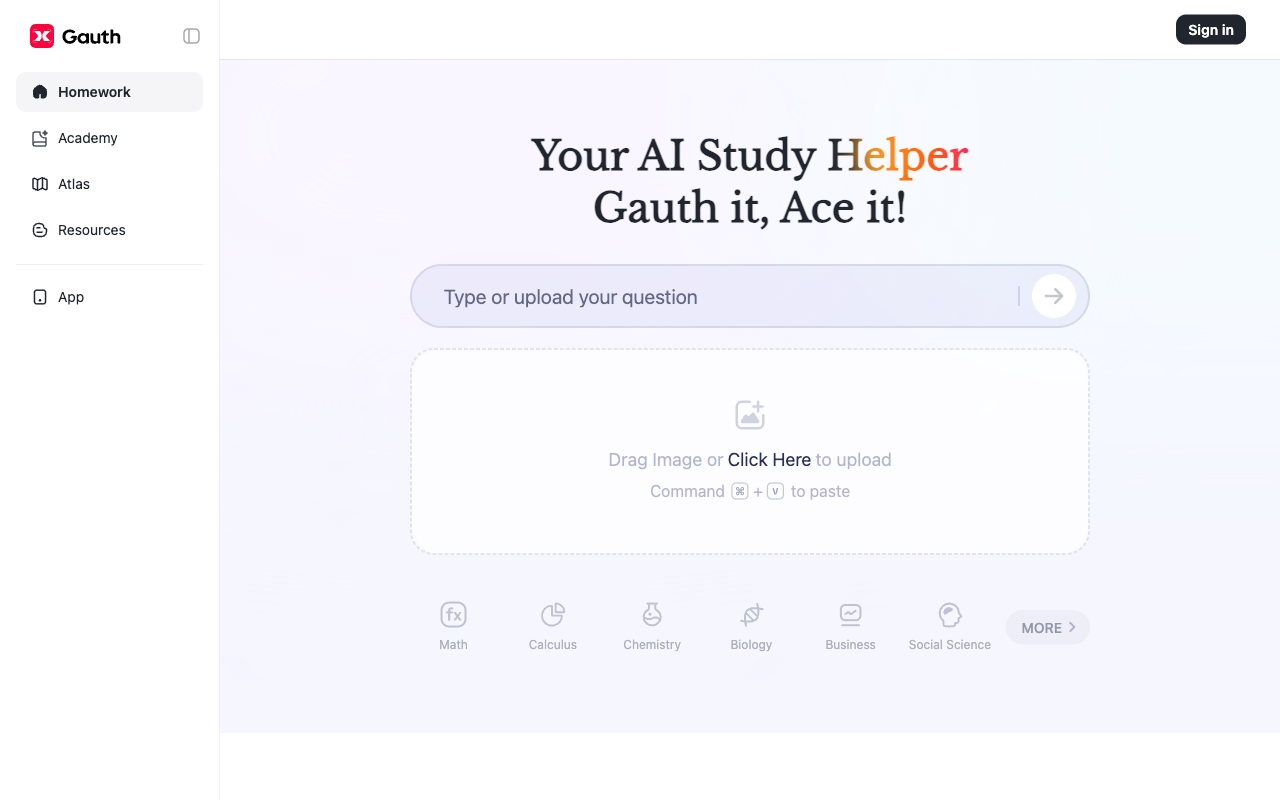 Gauth
Sign in
Homework
Academy
Atlas
Resources
App
Your AI Study Helper
Gauth it, Ace it!
Type or upload your question
Drag Image or Click Here to upload
Command ⌘ + V to paste
fx
Math
Calculus
Chemistry
Biology
Business
Social Science
MORE